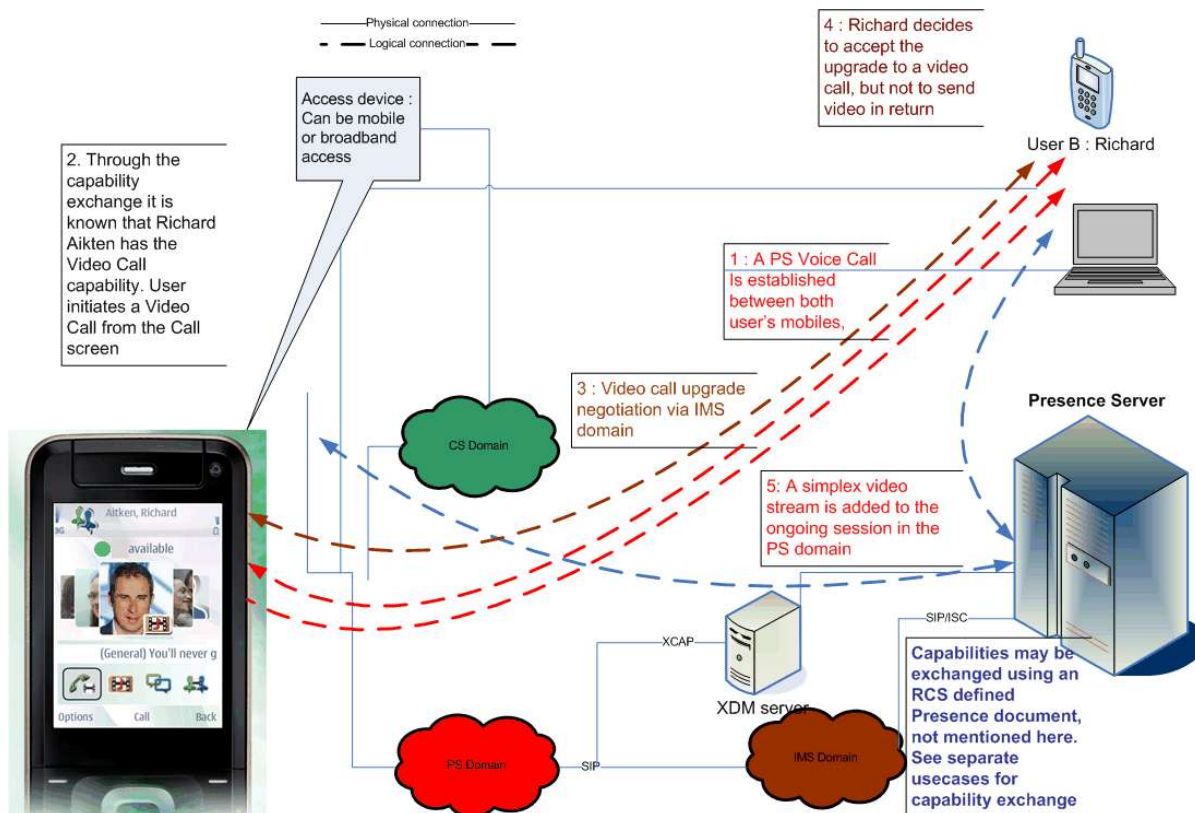 Physical connection
Logical connection
4 : Richard decides
to accept the
upgrade to a video
call, but not to send
video in return
Access device :
Can be mobile
or broadband
access
User B : Richard
2. Through the
capability
exchange it is
known that Richard
Aikten has the
Video Call
capability. User
initiates a Video
Call from the Call
screen
1 : A PS Voice Call
Is established
between both
user's mobiles,
3 : Video call upgrade
negotiation via IMS
domain
Presence Server
CS Domain
5: A simplex video
stream is added to the
ongoing session in the
PS domain
Aitken, Richard
3G
available
(General) You'll never g
Options Call Back
XCAP
SIP/ISC
XDM server
PS Domain
SIP
IMS Domain
Capabilities may be
exchanged using an
RCS defined
Presence document,
not mentioned here.
See separate
usecases for
capability exchange